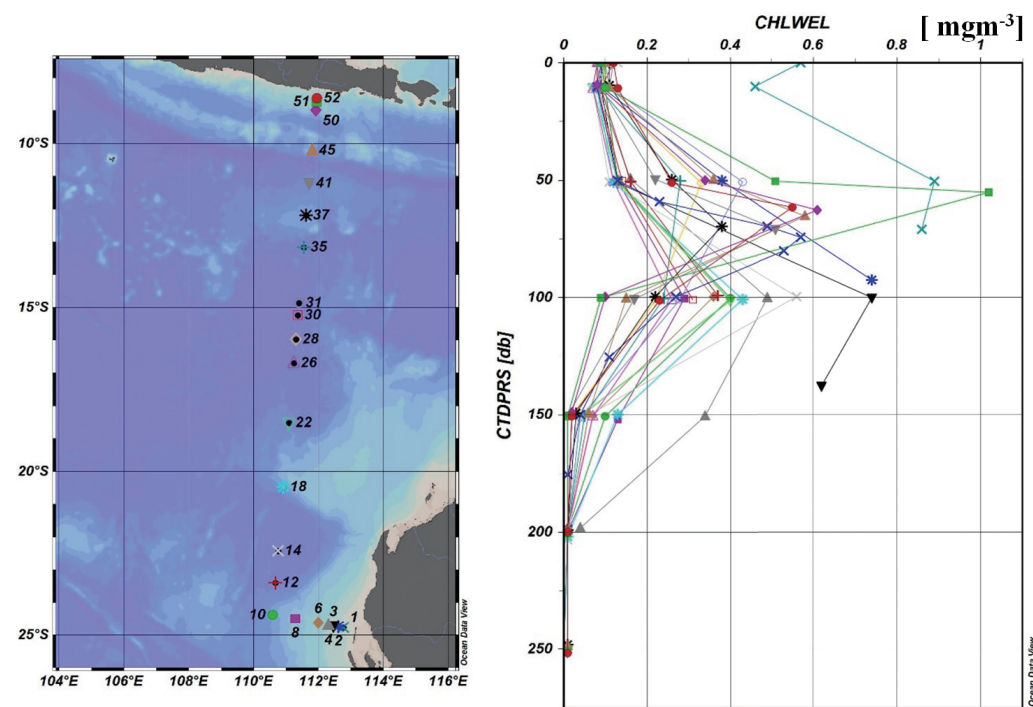 10°S
15°S
20°S
25°S
104°E 106°E 108°E 110°E 112°E 114°E 116°E
52
51
50
45
41
37
35
31
30
28
26
22
18
14
12
10
8
6
3
1
4
2
Ocean Data View
CHLWEL [ mgm-3]
0 0.2 0.4 0.6 0.8 1
CTDPRS [db]
0
50
100
150
200
250
Ocean Data View